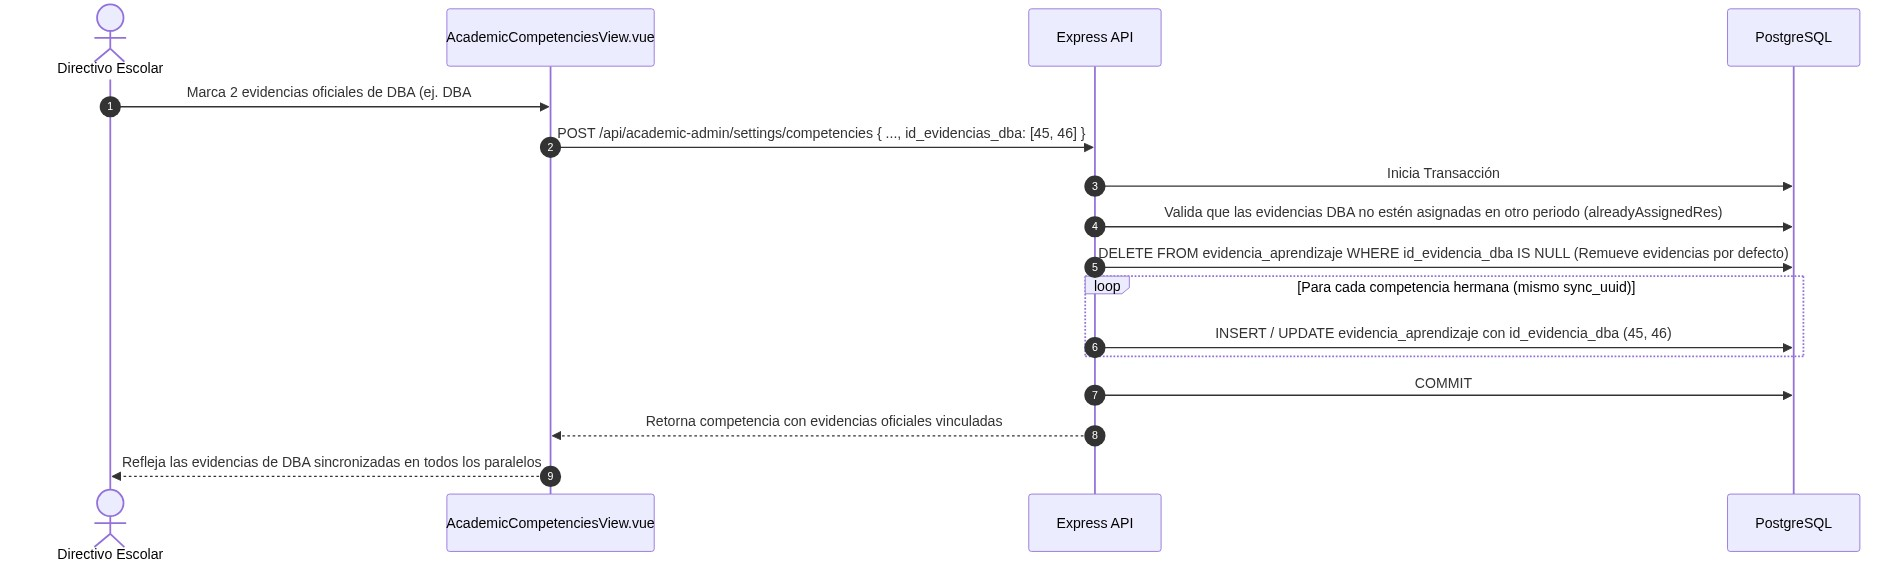 Directivo Escolar
AcademicCompetenciesView.vue
Express API
PostgreSQL
1
Marca 2 evidencias oficiales de DBA (ej. DBA
2
POST /api/academic-admin/settings/competencies { ..., id_evidencias_dba: [45, 46] }
3
Inicia Transacción
4
Valida que las evidencias DBA no estén asignadas en otro periodo (alreadyAssignedRes)
5
DELETE FROM evidencia_aprendizaje WHERE id_evidencia_dba IS NULL (Remueve evidencias por defecto)
loop
[Para cada competencia hermana (mismo sync_uuid)]
6
INSERT / UPDATE evidencia_aprendizaje con id_evidencia_dba (45, 46)
7
COMMIT
8
Retorna competencia con evidencias oficiales vinculadas
9
Refleja las evidencias de DBA sincronizadas en todos los paralelos
Directivo Escolar
AcademicCompetenciesView.vue
Express API
PostgreSQL